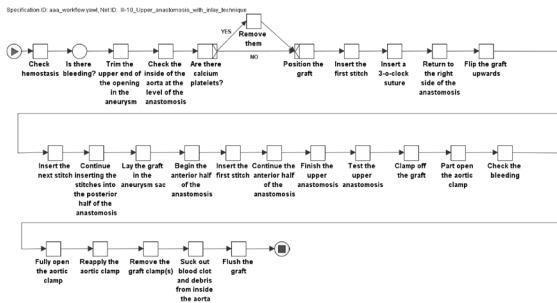 Specification ID: aaa_workflow.yawl, Net ID: III-10_Upper_anastomosis_with_inlay_technique
YES
Remove
them
NO
Check
hemostasis
Is there
bleeding?
Trim the
upper end of
the opening
in the
aneurysm
Check the
inside of the
aorta at the
level of the
anastomosis
Are there
calcium
platelets?
Position the
graft
Insert the
first stitch
Insert a
3-o-clock
suture
Return to
the right
side of the
anastomosis
Flip the graft
upwards
Insert the
next stitch
Continue
inserting the
stitches into
the posterior
half of the
anastomosis
Lay the graft
in the
aneurysm sac
Begin the
anterior half
of the
anastomosis
Insert the
first stitch
Continue the
anterior half
of the
anastomosis
Finish the
upper
anastomosis
Test the
upper
anastomosis
Clamp off
the graft
Part open
the aortic
clamp
Check the
bleeding
Fully open
the aortic
clamp
Reapply the
aortic clamp
Remove the
graft clamp(s)
Suck out
blood clot and
debris
from inside
the aorta
Flush the
graft